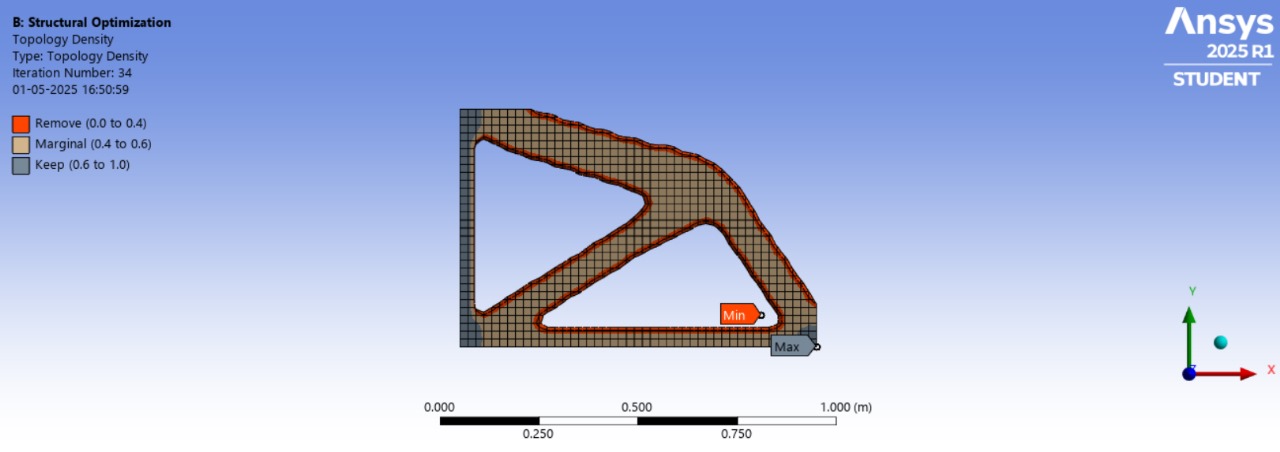 B: Structural Optimization
Topology Density
Type: Topology Density
Iteration Number: 34
01-05-2025 16:50:59
Remove (0.0 to 0.4)
Marginal (0.4 to 0.6)
Keep (0.6 to 1.0)
Ansys
2025 R1
STUDENT
Min
Max
Y
X
Z
0.000 0.500 1.000 (m)
0.250 0.750